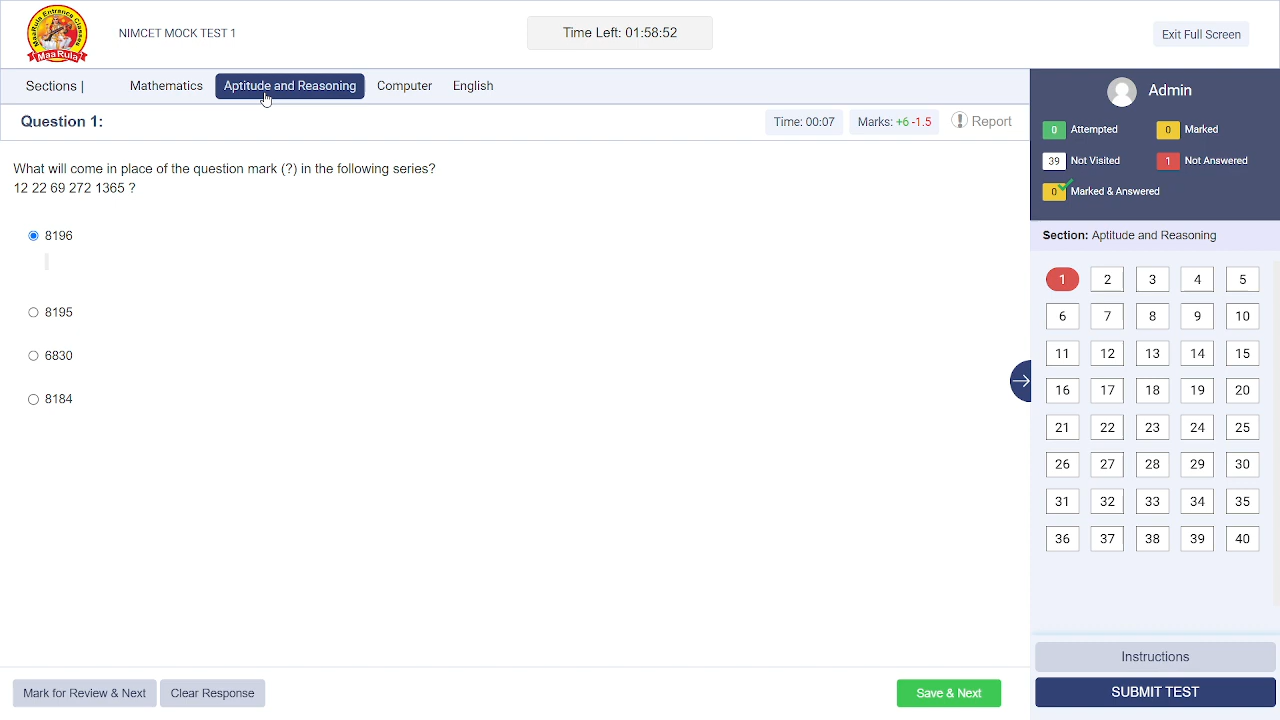 MaaRula Entrance Classes
MaaRula
NIMCET MOCK TEST 1
Time Left: 01:58:52
Exit Full Screen
Sections |
Mathematics
Aptitude and Reasoning
Computer
English
Admin
0 Attempted
0 Marked
39 Not Visited
1 Not Answered
0 Marked & Answered
Question 1:
Time: 00:07
Marks: +6 -1.5
Report
What will come in place of the question mark (?) in the following series?
12 22 69 272 1365 ?
8196
8195
6830
8184
Section: Aptitude and Reasoning
1 2 3 4 5
6 7 8 9 10
11 12 13 14 15
16 17 18 19 20
21 22 23 24 25
26 27 28 29 30
31 32 33 34 35
36 37 38 39 40
Mark for Review & Next
Clear Response
Save & Next
Instructions
SUBMIT TEST